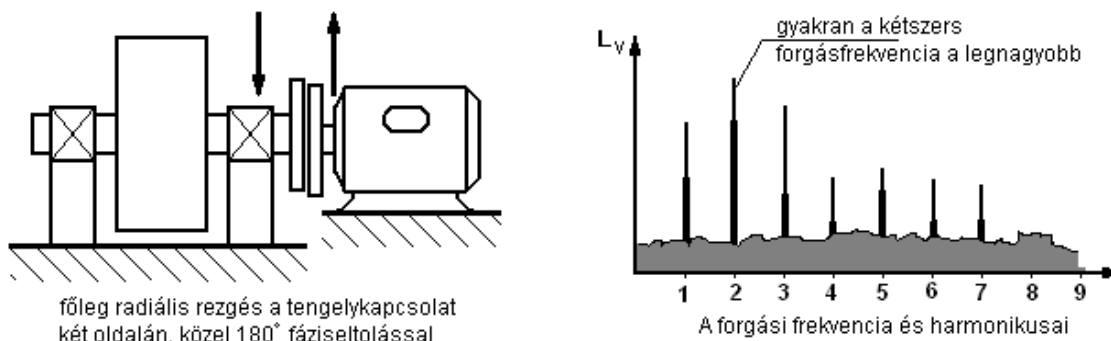 főleg radiális rezgés a tengelykapcsolat
két oldalán, közel 180° fáziseltolással
L_V
gyakran a kétszers
forgásfrekvencia a legnagyobb
1 2 3 4 5 6 7 8 9
A forgási frekvencia és harmonikusai